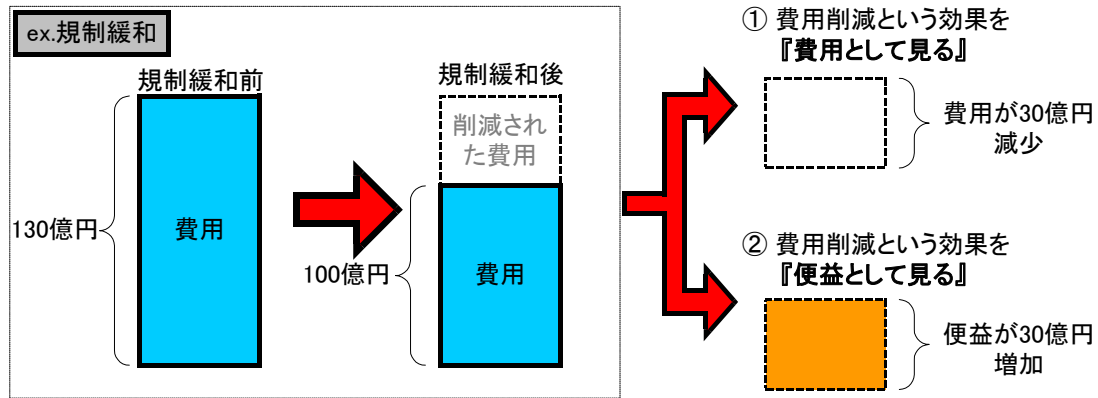 ex.規制緩和
規制緩和前
130億円
費用
規制緩和後
削減され
た費用
100億円
費用
① 費用削減という効果を
『費用として見る』
費用が30億円
減少
② 費用削減という効果を
『便益として見る』
便益が30億円
増加